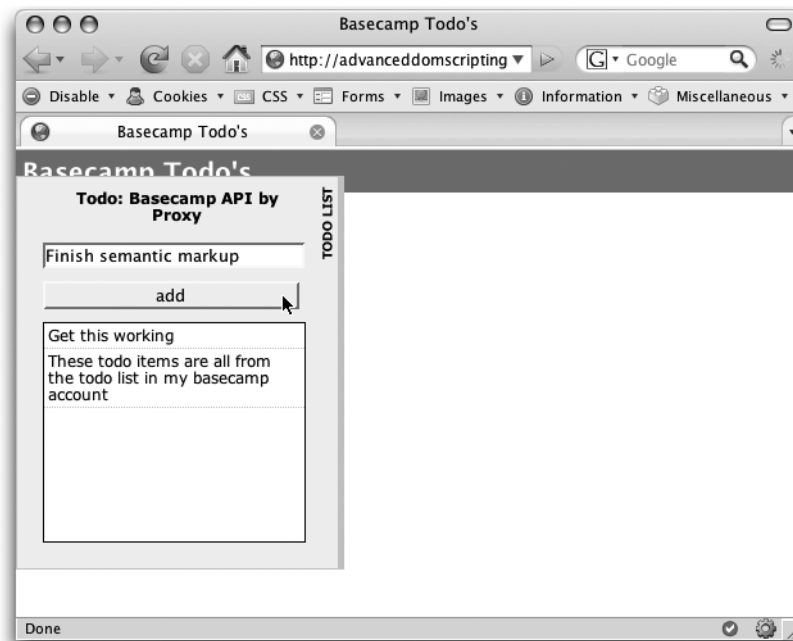 Basecamp Todo's
http://advanceddomscripting
G Google
Disable Cookies CSS Forms Images Information Miscellaneous
Basecamp Todo's
Basecamp Todo's
Todo: Basecamp API by
Proxy
TODO LIST
Finish semantic markup
add
Get this working
These todo items are all from
the todo list in my basecamp
account
Done